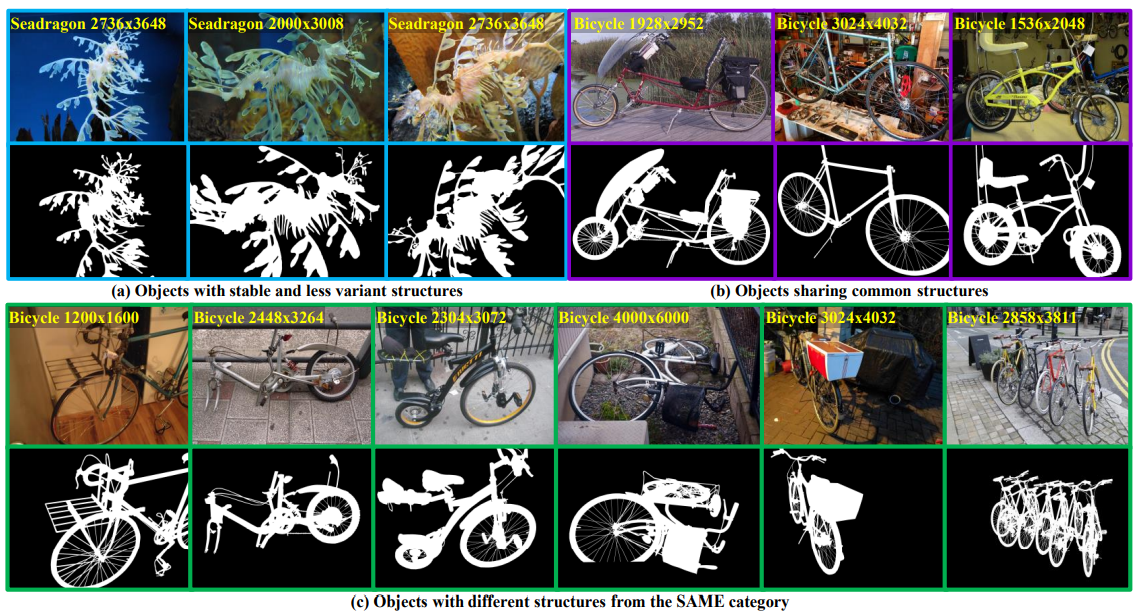 Seadragon 2736x3648
Seadragon 2000x3008
Seadragon 2736x3648
Bicycle 1928x2952
Bicycle 3024x4032
Bicycle 1536x2048
(a) Objects with stable and less variant structures
(b) Objects sharing common structures
Bicycle 1200x1600
Bicycle 2448x3264
Bicycle 2304x3072
Bicycle 4000x6000
Bicycle 3024x4032
Bicycle 2858x3811
(c) Objects with different structures from the SAME category